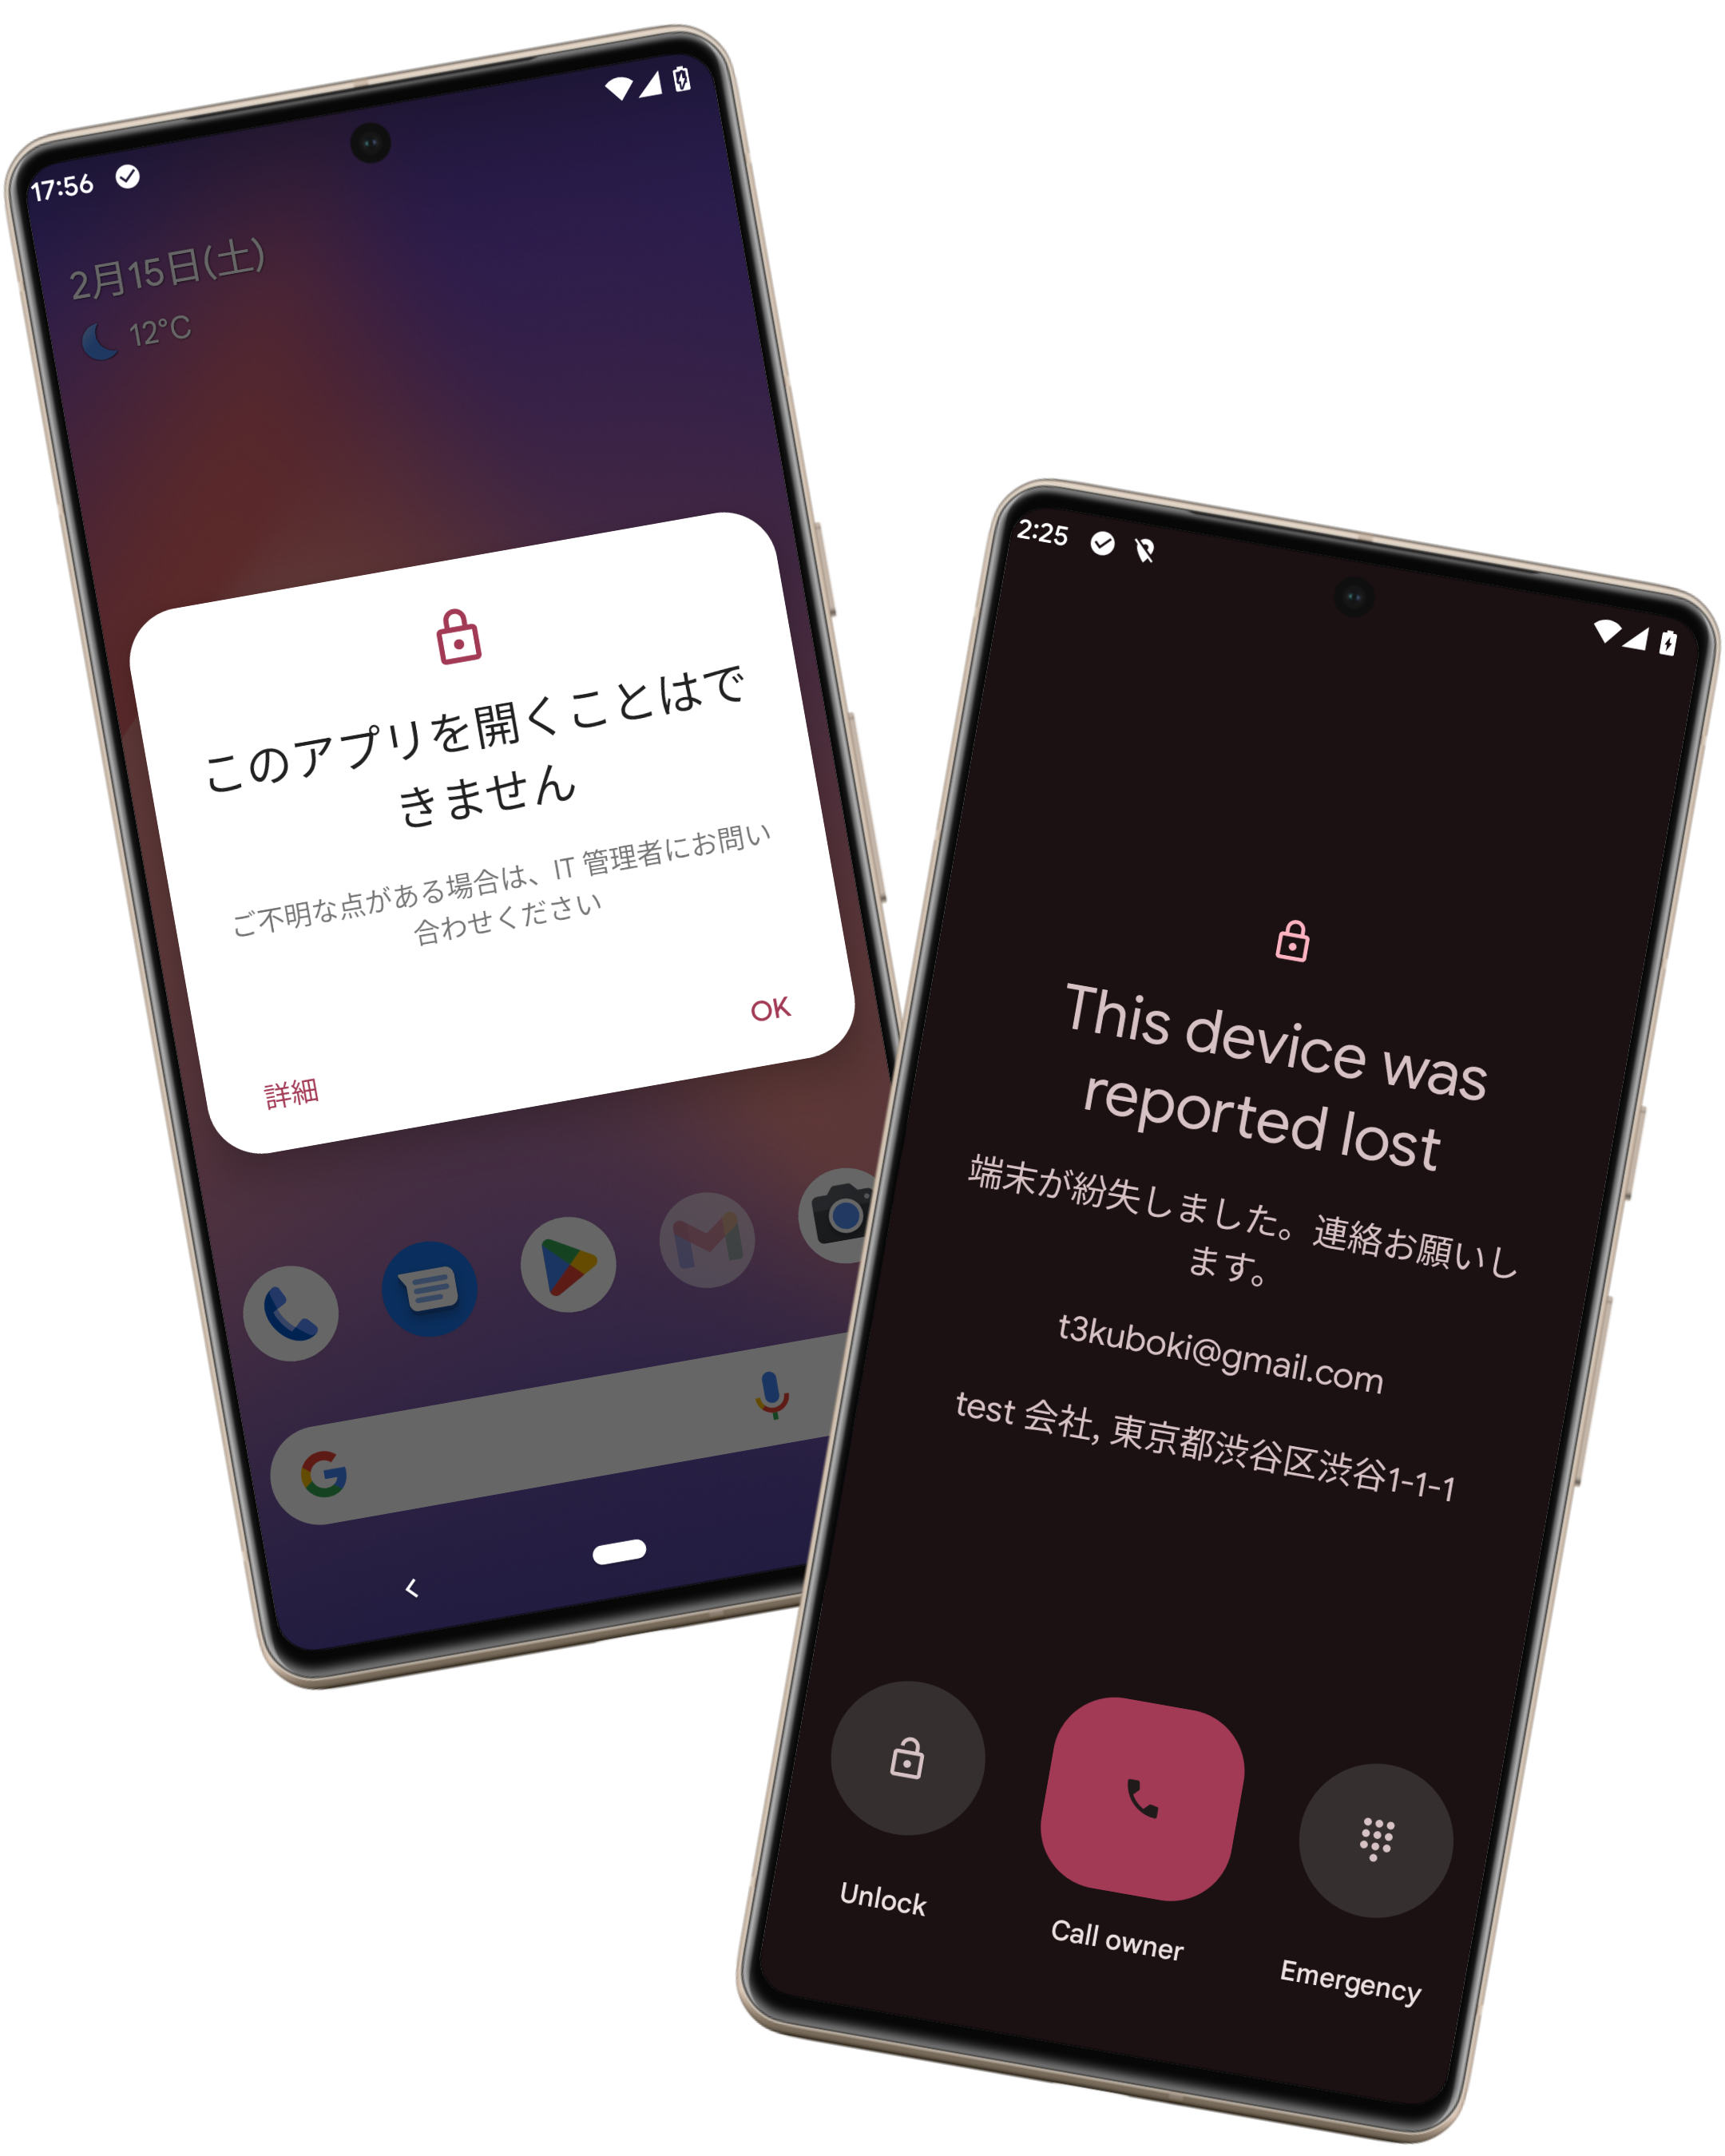 17:56
2月15日(土)
12°C
このアプリを開くことはで
きません
ご不明な点がある場合は、IT 管理者にお問い
合わせください
OK
詳細
2:25
This device was
reported lost
端末が紛失しました。連絡お願いし
ます。
t3kuboki@gmail.com
test 会社, 東京都渋谷区渋谷1-1-1
Unlock
Call owner
Emergency